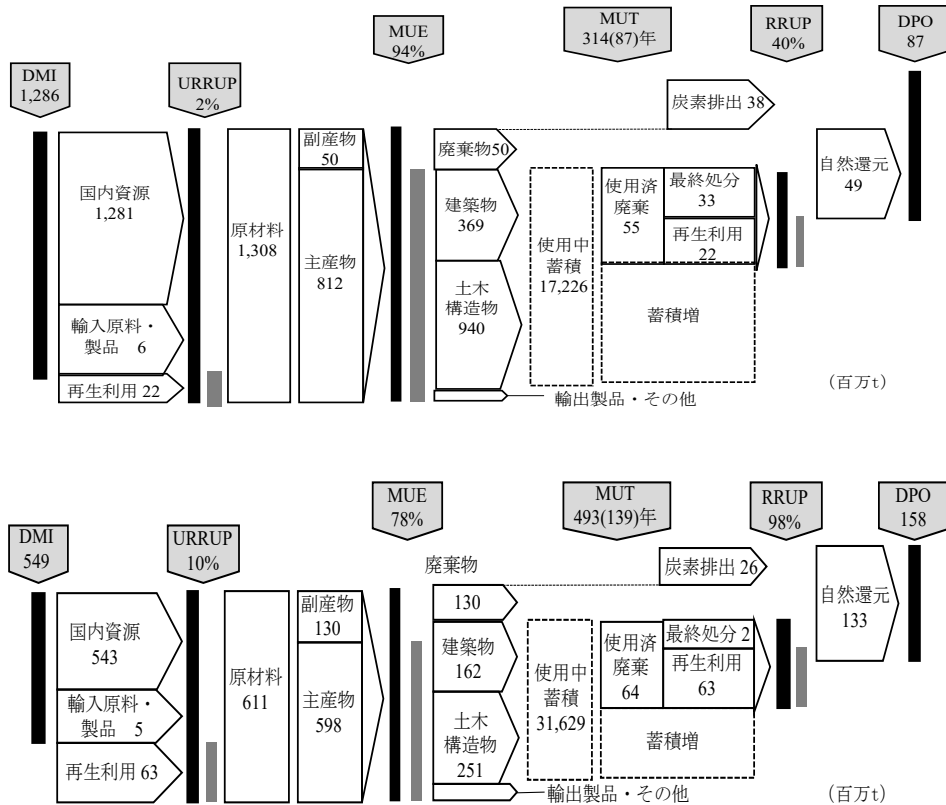 DMI
1,286
URRUP
2%
MUE
94%
MUT
314(87)年
RRUP
40%
DPO
87
国内資源
1,281
輸入原料・
製品 6
再生利用 22
原材料
1,308
副産物
50
主産物
812
廃棄物50
建築物
369
土木
構造物
940
輸出製品・その他
使用中
蓄積
17,226
炭素排出 38
使用済
廃棄
55
最終処分
33
再生利用
22
蓄積増
自然還元
49
(百万t)
DMI
549
URRUP
10%
MUE
78%
MUT
493(139)年
RRUP
98%
DPO
158
国内資源
543
輸入原料・
製品 5
再生利用 63
原材料
611
副産物
130
主産物
598
廃棄物
130
建築物
162
土木
構造物
251
輸出製品・その他
使用中
蓄積
31,629
炭素排出 26
使用済
廃棄
64
最終処分 2
再生利用
63
蓄積増
自然還元
133
(百万t)